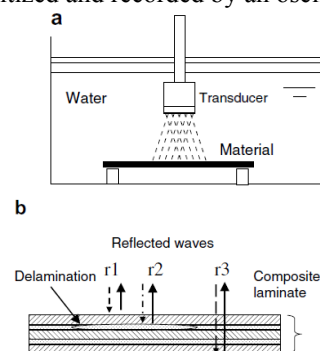 a
Water
Transducer
Material
b
Reflected waves
Delamination r1 r2 r3 Composite
laminate